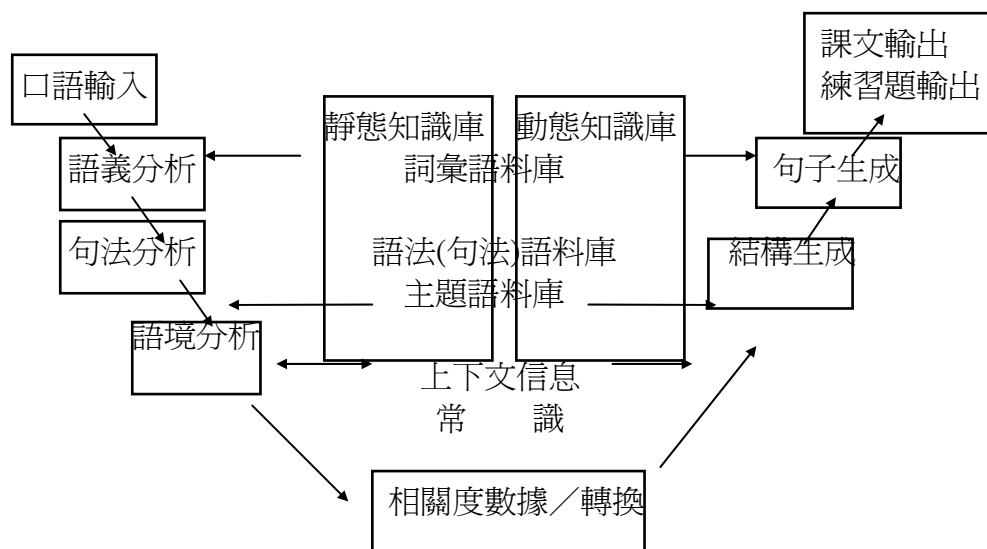 課文輸出
練習題輸出
口語輸入
靜態知識庫
動態知識庫
語義分析
詞彙語料庫
句子生成
句法分析
語法(句法)語料庫
結構生成
主題語料庫
語境分析
上下文信息
常 識
相關度數據／轉換